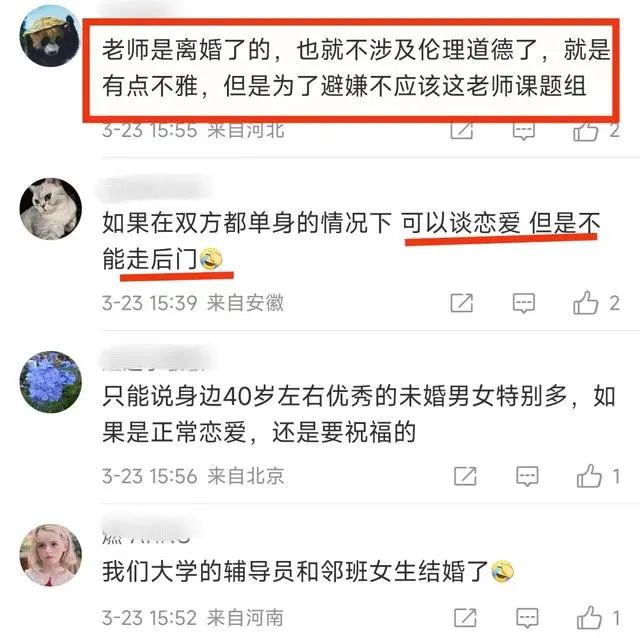 老师是离婚了的，也就不涉及伦理道德了，就是
有点不雅，但是为了避嫌不应该这老师课题组
3-23 15:55 来自河北 2
如果在双方都单身的情况下 可以谈恋爱 但是不
能走后门🤣
3-23 15:39 来自安徽 2
只能说身边40岁左右优秀的未婚男女特别多，如
果是正常恋爱，还是要祝福的
3-23 15:56 来自北京 1
我们大学的辅导员和邻班女生结婚了🤣
3-23 15:52 来自河南 1